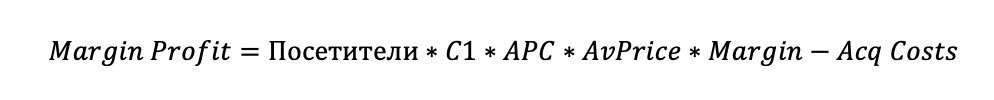 Margin Profit = Посетители * C1 * APC * AvPrice * Margin − Acq Costs